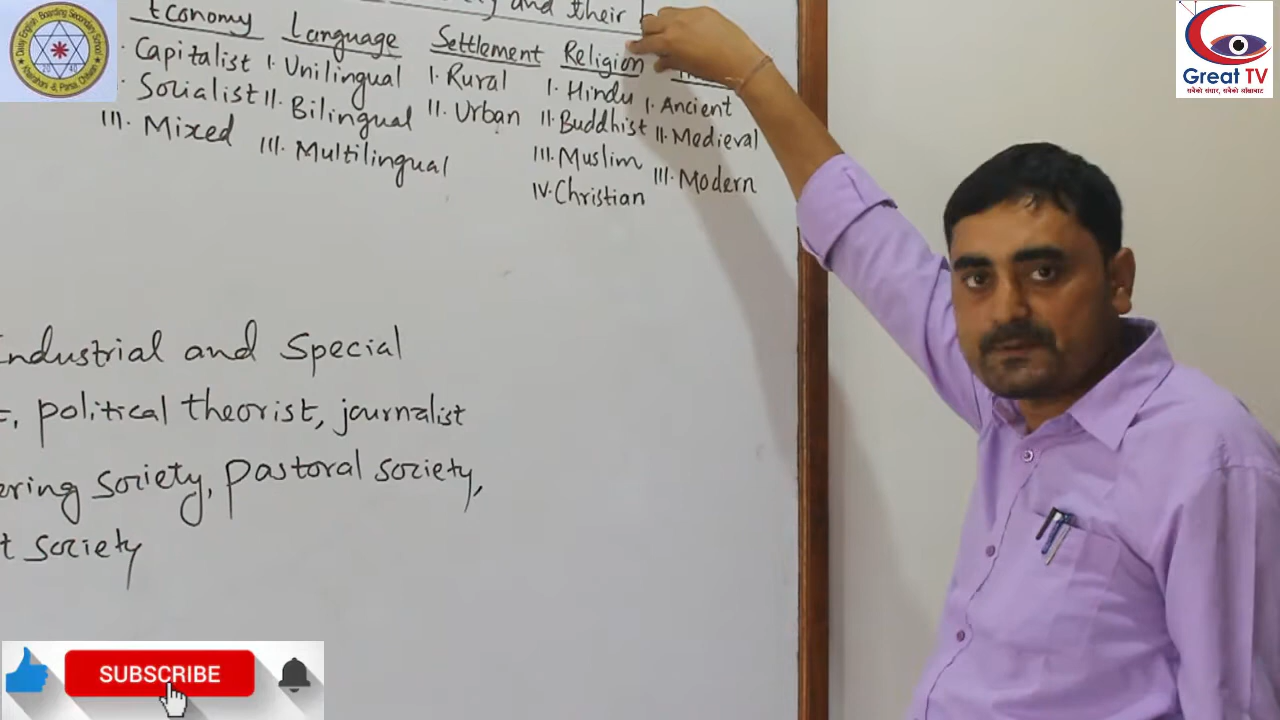 and their
Economy Language Settlement Religion
Capitalist I. Unilingual I. Rural I. Hindu I. Ancient
Socialist II. Bilingual II. Urban II. Buddhist II. Medieval
III. Mixed III. Multilingual III. Muslim III. Modern
IV. Christian
Industrial and Special
political theorist, journalist
ering society, pastoral society,
t society
Great TV
SUBSCRIBE